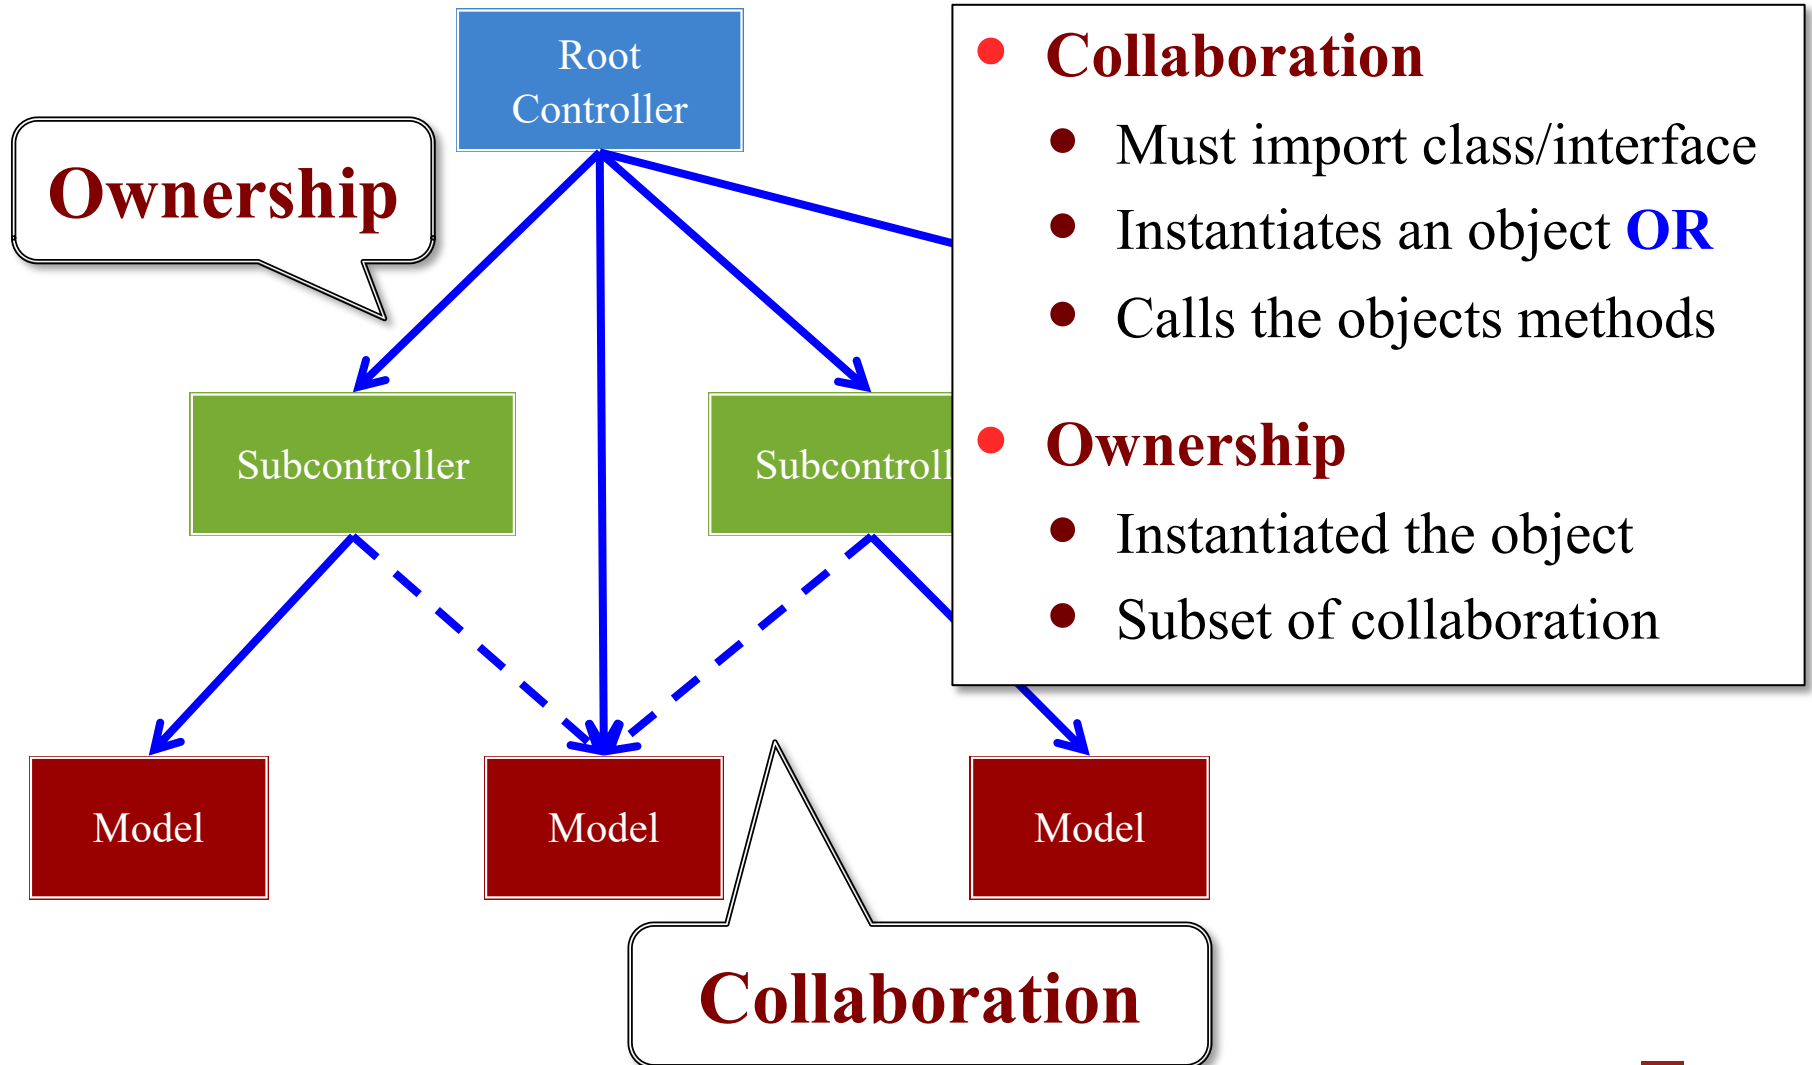 Root
Controller
Ownership
Subcontroller
Subcontroll
Model
Model
Model
Collaboration
• Collaboration
• Must import class/interface
• Instantiates an object OR
• Calls the objects methods
• Ownership
• Instantiated the object
• Subset of collaboration